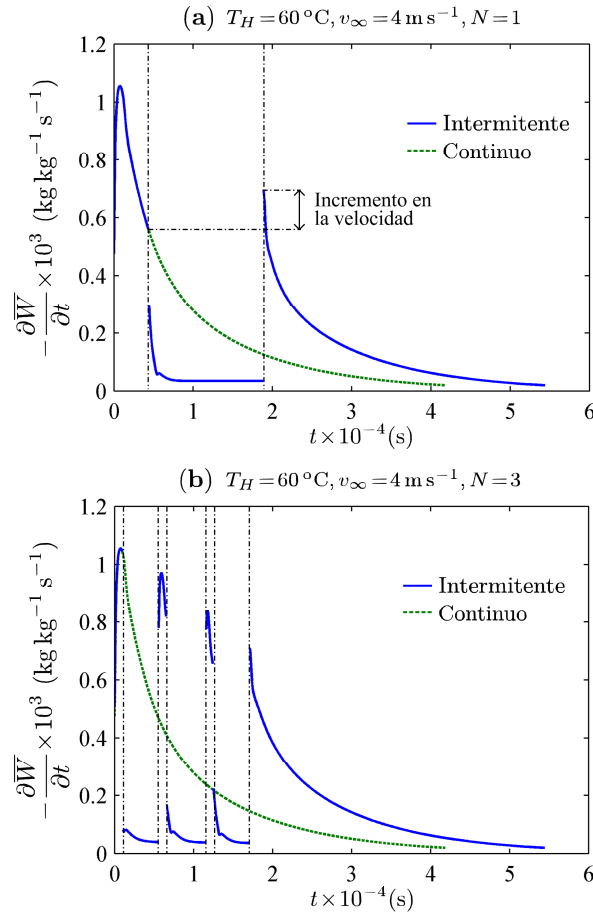 (a) T_H = 60 °C, v_∞ = 4 m s⁻¹, N = 1
1.2
1
0.8
0.6
0.4
0.2
0
−∂W̅/∂t × 10³ (kg kg⁻¹ s⁻¹)
Intermitente
Continuo
Incremento en
la velocidad
0 1 2 3 4 5 6
t × 10⁻⁴ (s)
(b) T_H = 60 °C, v_∞ = 4 m s⁻¹, N = 3
1.2
1
0.8
0.6
0.4
0.2
0
−∂W̅/∂t × 10³ (kg kg⁻¹ s⁻¹)
Intermitente
Continuo
0 1 2 3 4 5 6
t × 10⁻⁴ (s)